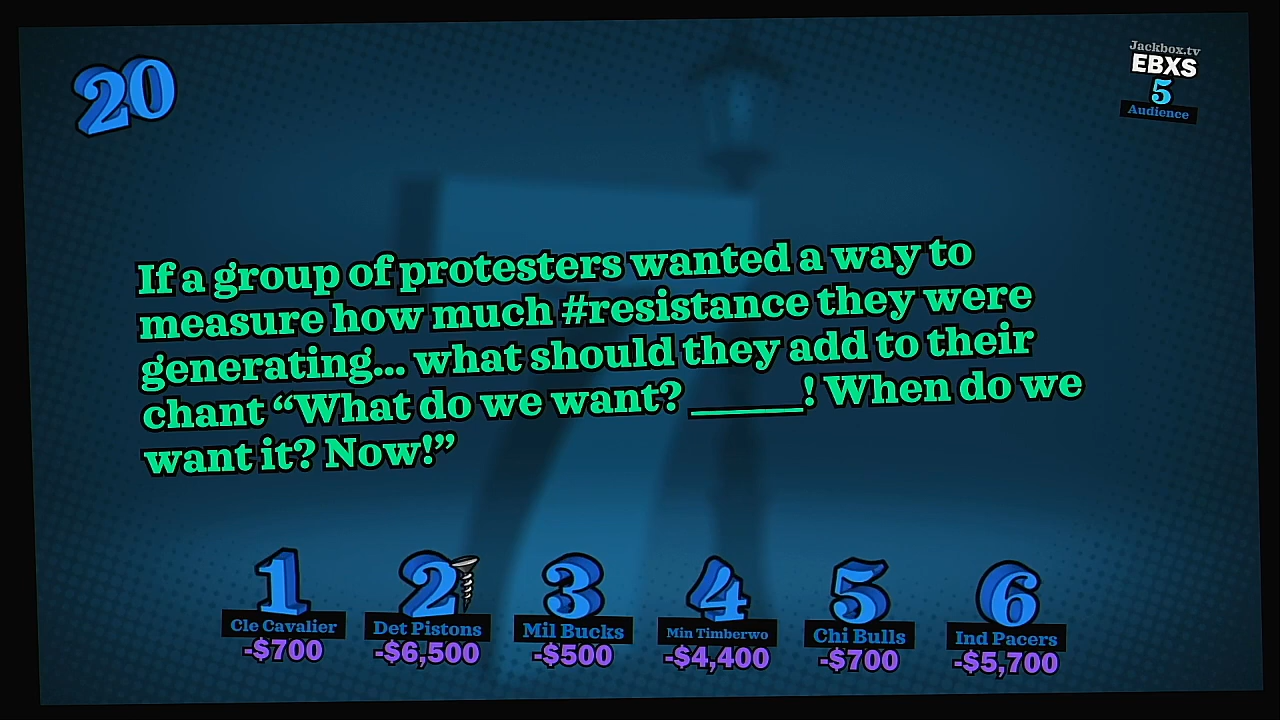 20
Jackbox.tv
EBXS
5
Audience
If a group of protesters wanted a way to
measure how much #resistance they were
generating... what should they add to their
chant “What do we want? _____! When do we
want it? Now!”
1
Cle Cavalier
-$700
2
Det Pistons
-$6,500
3
Mil Bucks
-$500
4
Min Timberwo
-$4,400
5
Chi Bulls
-$700
6
Ind Pacers
-$5,700